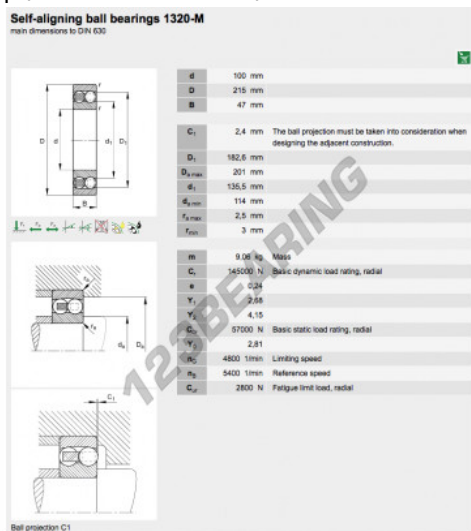 Self-aligning ball bearings 1320-M
main dimensions to DIN 630
d 100 mm
D 215 mm
B 47 mm
C1 2,4 mm The ball projection must be taken into consideration when
designing the adjacent construction.
D1 182,6 mm
Da max 201 mm
d1 135,5 mm
da min 114 mm
ra max 2,5 mm
rmin 3 mm
m 9,06 kg Mass
Cr 145000 N Basic dynamic load rating, radial
e 0,24
Y1 2,68
Y2 4,15
C0r 57000 N Basic static load rating, radial
Y0 2,81
nG 4800 1/min Limiting speed
nB 5400 1/min Reference speed
Cur 2800 N Fatigue limit load, radial
r
D d d1 D1
r
B
ra
ra
da Da
C1
Ball projection C1
123BEARING